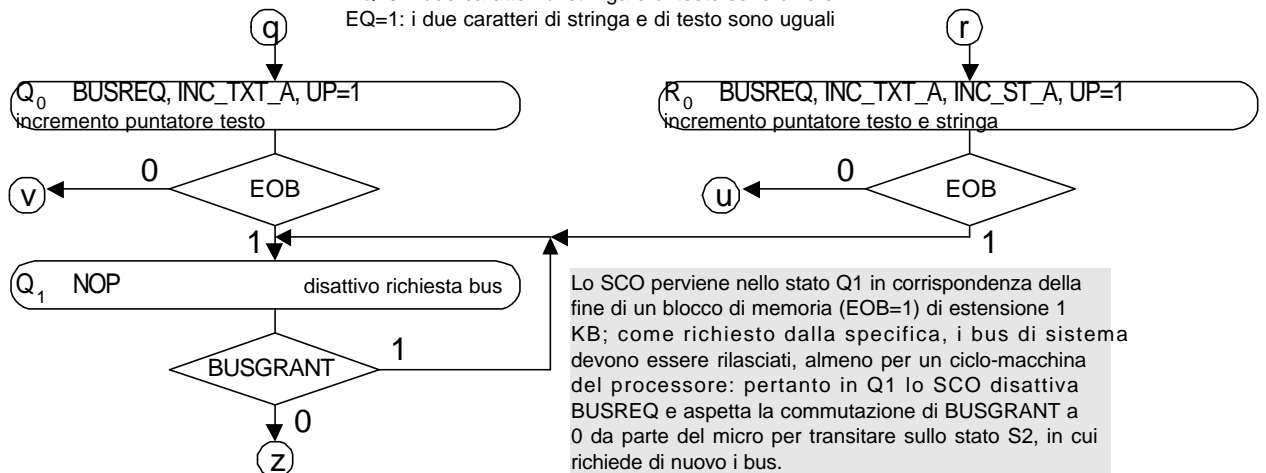 EQ=1: i due caratteri di stringa e di testo sono uguali
q
r
Q0 BUSREQ, INC_TXT_A, UP=1
incremento puntatore testo
R0 BUSREQ, INC_TXT_A, INC_ST_A, UP=1
incremento puntatore testo e stringa
0
EOB
v
0
EOB
u
1
1
Q1 NOP disattivo richiesta bus
BUSGRANT
1
0
z
Lo SCO perviene nello stato Q1 in corrispondenza della
fine di un blocco di memoria (EOB=1) di estensione 1
KB; come richiesto dalla specifica, i bus di sistema
devono essere rilasciati, almeno per un ciclo-macchina
del processore: pertanto in Q1 lo SCO disattiva
BUSREQ e aspetta la commutazione di BUSGRANT a
0 da parte del micro per transitare sullo stato S2, in cui
richiede di nuovo i bus.